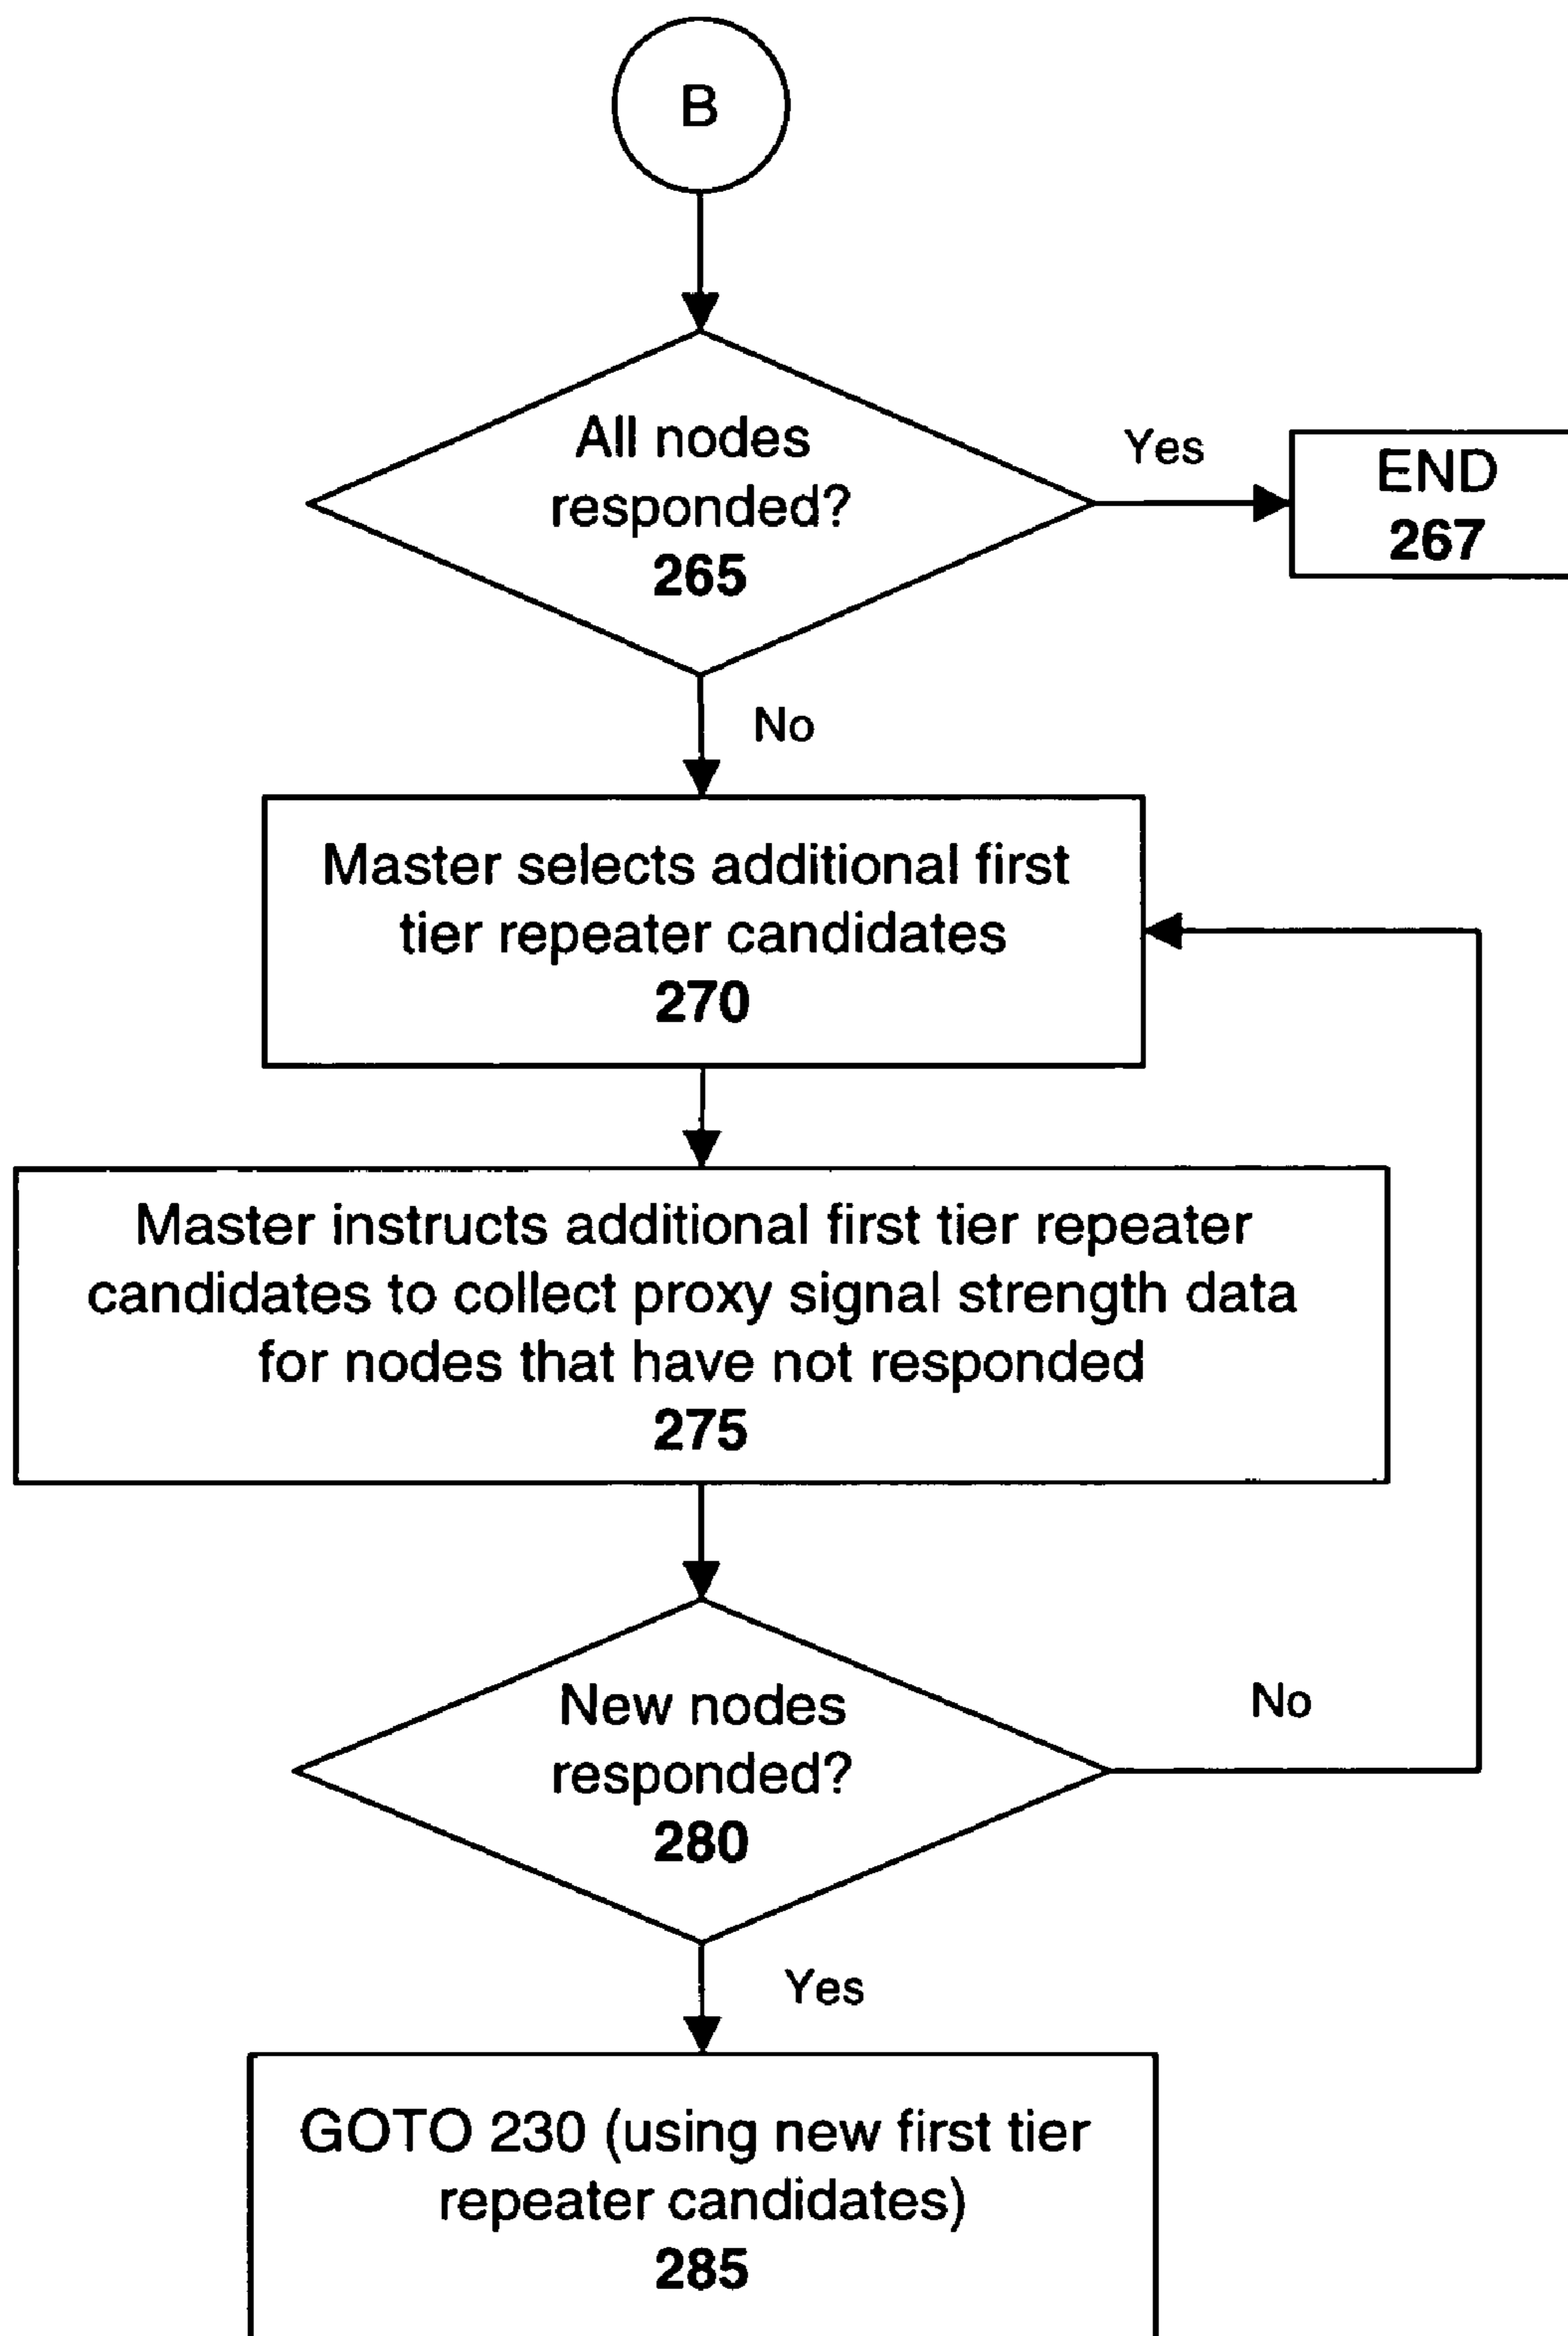 B
All nodes
responded?
265
Yes
END
267
No
Master selects additional first
tier repeater candidates
270
Master instructs additional first tier repeater
candidates to collect proxy signal strength data
for nodes that have not responded
275
New nodes
responded?
280
No
Yes
GOTO 230 (using new first tier
repeater candidates)
285